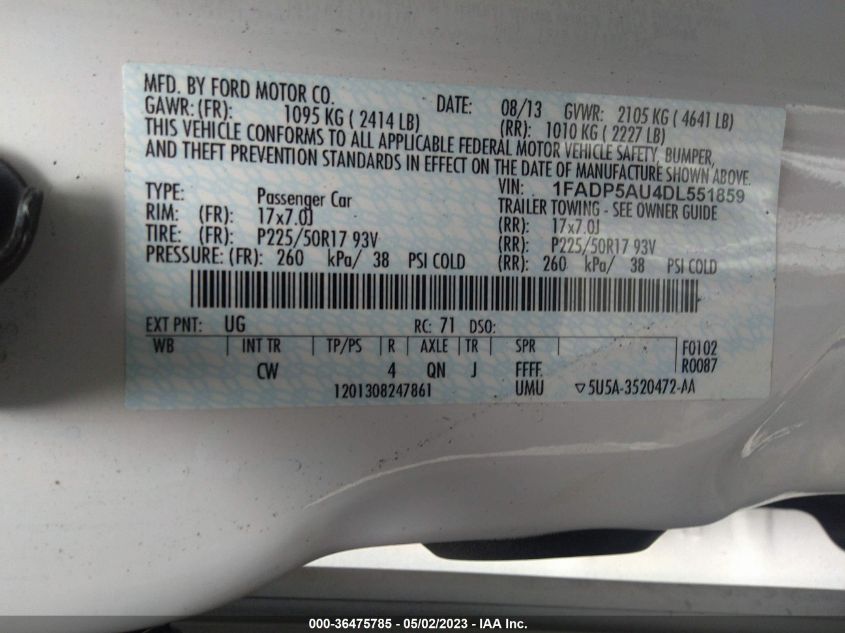 MFD. BY FORD MOTOR CO. DATE: 08/13 GVWR: 2105 KG ( 4641 LB)
GAWR: (FR): 1095 KG ( 2414 LB) (RR): 1010 KG ( 2227 LB)
THIS VEHICLE CONFORMS TO ALL APPLICABLE FEDERAL MOTOR VEHICLE SAFETY, BUMPER,
AND THEFT PREVENTION STANDARDS IN EFFECT ON THE DATE OF MANUFACTURE SHOWN ABOVE.
VIN: 1FADP5AU4DL551859
TYPE: Passenger Car TRAILER TOWING - SEE OWNER GUIDE
RIM: (FR): 17x7.0J (RR): 17x7.0J
TIRE: (FR): P225/50R17 93V (RR): P225/50R17 93V
PRESSURE: (FR): 260 kPa/ 38 PSI COLD (RR): 260 kPa/ 38 PSI COLD
EXT PNT: UG RC: 71 DSO:
WB INT TR TP/PS R AXLE TR SPR F0102
CW 4 QN J FFFF R0087
1201308247861 UMU ▽5U5A-3520472-AA
000-36475785 - 05/02/2023 - IAA Inc.